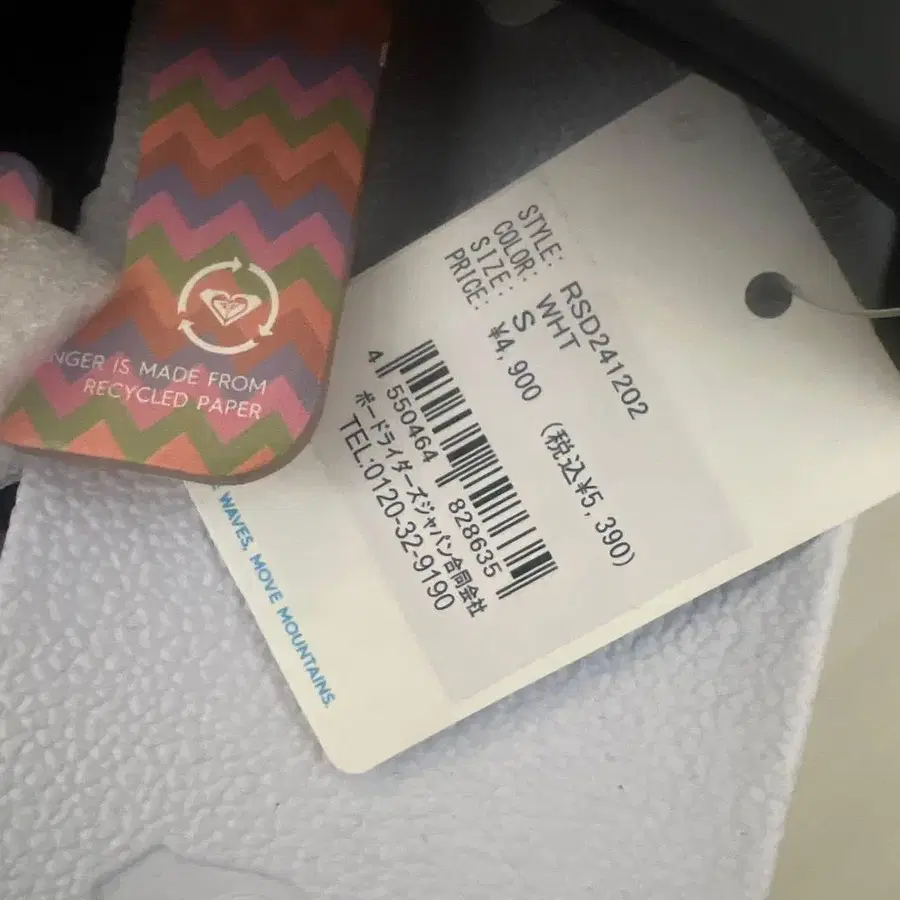 NGER IS MADE FROM
RECYCLED PAPER
STYLE: RSD241202
COLOR: WHT
SIZE: S
PRICE: ¥4,900 (税込¥5,390)
4 550464 828635
ボードライダーズジャパン合同会社
TEL:0120-32-9190
WAVES, MOVE MOUNTAINS.